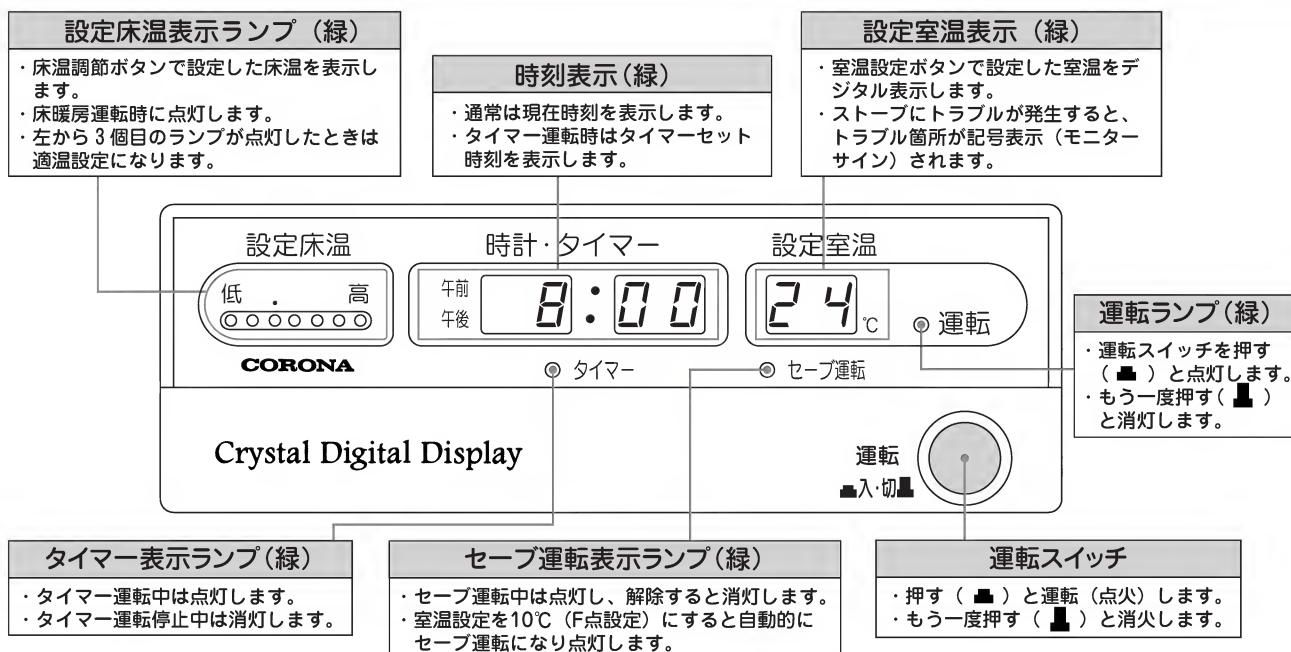 設定床温表示ランプ（緑）
・床温調節ボタンで設定した床温を表示し
ます。
・床暖房運転時に点灯します。
・左から3個目のランプが点灯したときは
適温設定になります。
時刻表示（緑）
・通常は現在時刻を表示します。
・タイマー運転時はタイマーセット
時刻を表示します。
設定室温表示（緑）
・室温設定ボタンで設定した室温をデ
ジタル表示します。
・ストーブにトラブルが発生すると、
トラブル箇所が記号表示（モニター
サイン）されます。
設定床温
低 . 高
CORONA
時計・タイマー
午前
午後
8:00
タイマー
設定室温
24℃
運転
セーブ運転
運転ランプ（緑）
・運転スイッチを押す
（ ）と点灯します。
・もう一度押す（ ）
と消灯します。
Crystal Digital Display
運転
入・切
タイマー表示ランプ（緑）
・タイマー運転中は点灯します。
・タイマー運転停止中は消灯します。
セーブ運転表示ランプ（緑）
・セーブ運転中は点灯し、解除すると消灯します。
・室温設定を10℃（F点設定）にすると自動的に
セーブ運転になり点灯します。
運転スイッチ
・押す（ ）と運転（点火）します。
・もう一度押す（ ）と消火します。